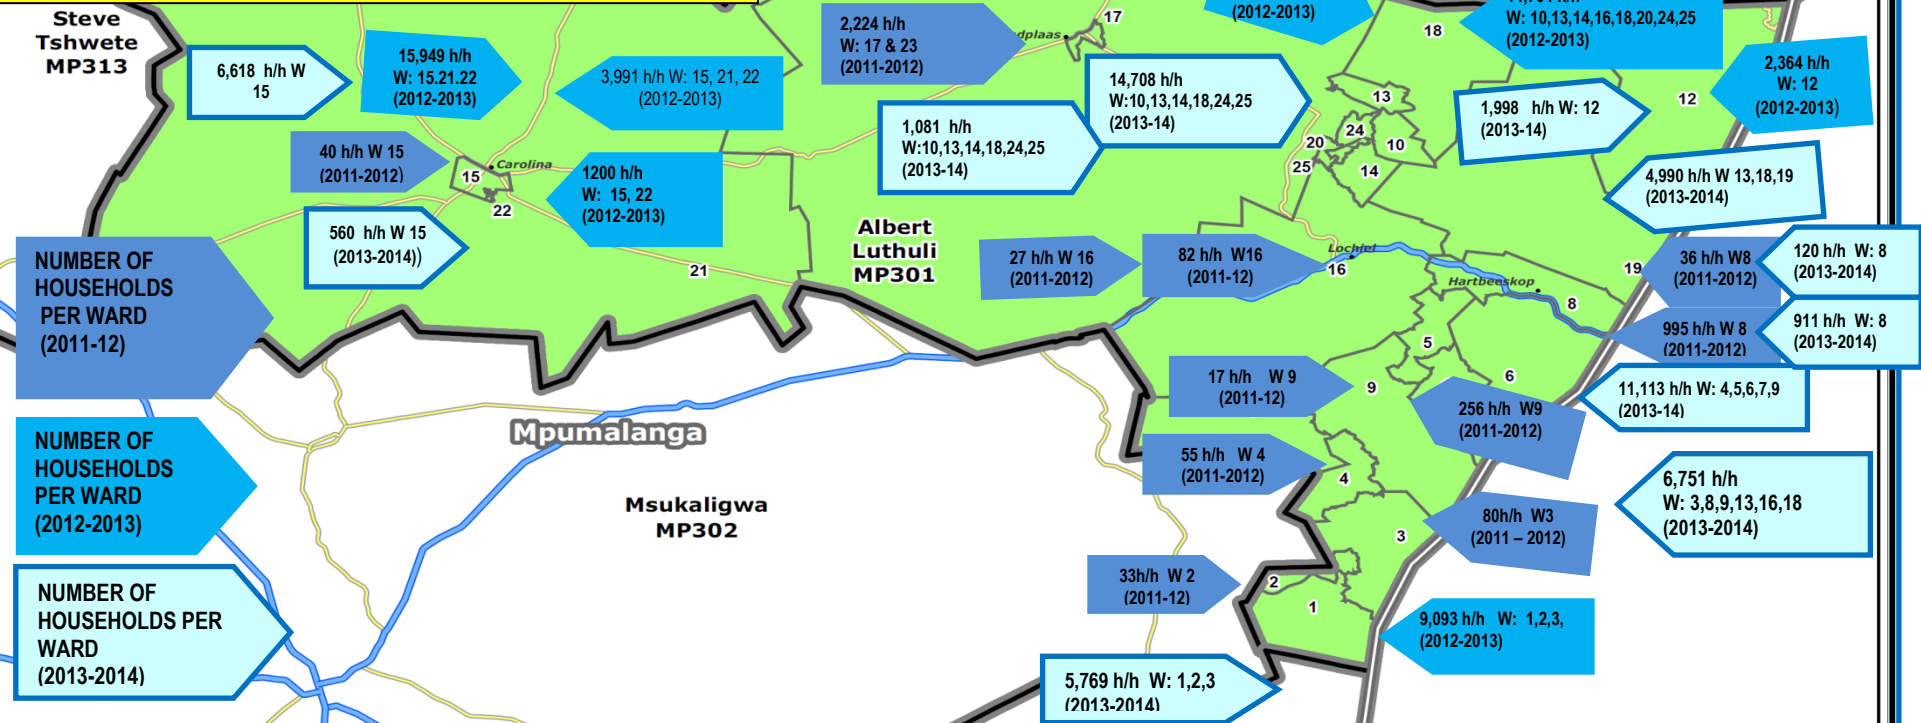 Steve
Tshwete
MP313
6,618 h/h W
15
15,949 h/h
W: 15.21.22
(2012-2013)
3,991 h/h W: 15, 21, 22
(2012-2013)
2,224 h/h
W: 17 & 23
(2011-2012)
17
(2012-2013)
W: 10,13,14,16,18,20,24,25
(2012-2013)
18
2,364 h/h
W: 12
(2012-2013)
12
14,708 h/h
W:10,13,14,18,24,25
(2013-14)
13
1,998 h/h W: 12
(2013-14)
1,081 h/h
W:10,13,14,18,24,25
(2013-14)
24
20
10
25
14
40 h/h W 15
(2011-2012)
Carolina
15
22
1200 h/h
W: 15, 22
(2012-2013)
4,990 h/h W 13,18,19
(2013-2014)
560 h/h W 15
(2013-2014))
21
Albert
Luthuli
MP301
27 h/h W 16
(2011-2012)
82 h/h W16
(2011-12)
Lochiel
16
Hartbeeskop
19
8
36 h/h W8
(2011-2012)
120 h/h W: 8
(2013-2014)
995 h/h W 8
(2011-2012)
911 h/h W: 8
(2013-2014)
NUMBER OF
HOUSEHOLDS
PER WARD
(2011-12)
5
6
17 h/h W 9
(2011-12)
9
256 h/h W9
(2011-2012)
11,113 h/h W: 4,5,6,7,9
(2013-14)
Mpumalanga
NUMBER OF
HOUSEHOLDS
PER WARD
(2012-2013)
55 h/h W 4
(2011-2012)
4
Msukaligwa
MP302
6,751 h/h
W: 3,8,9,13,16,18
(2013-2014)
80h/h W3
(2011 – 2012)
3
33h/h W 2
(2011-12)
2
1
NUMBER OF
HOUSEHOLDS PER
WARD
(2013-2014)
9,093 h/h W: 1,2,3,
(2012-2013)
5,769 h/h W: 1,2,3
(2013-2014)